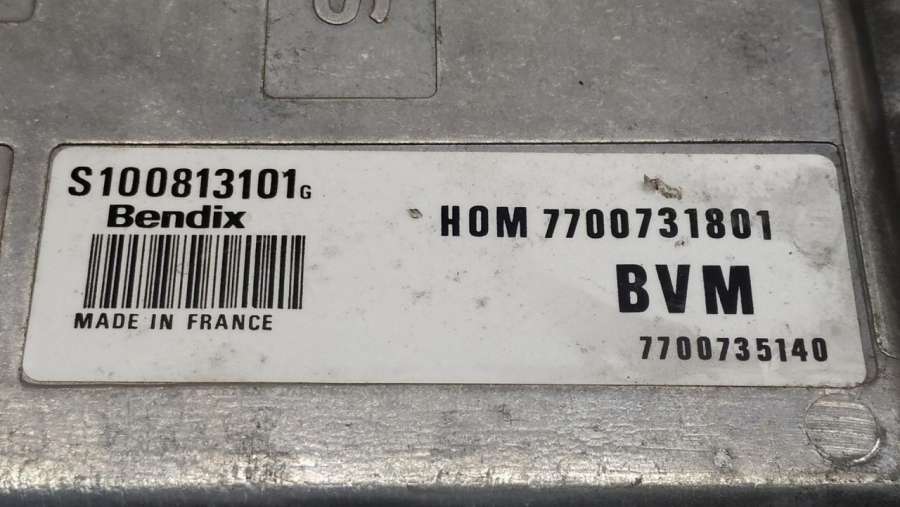 S100813101G
Bendix
MADE IN FRANCE
HOM 7700731801
BVM
7700735140